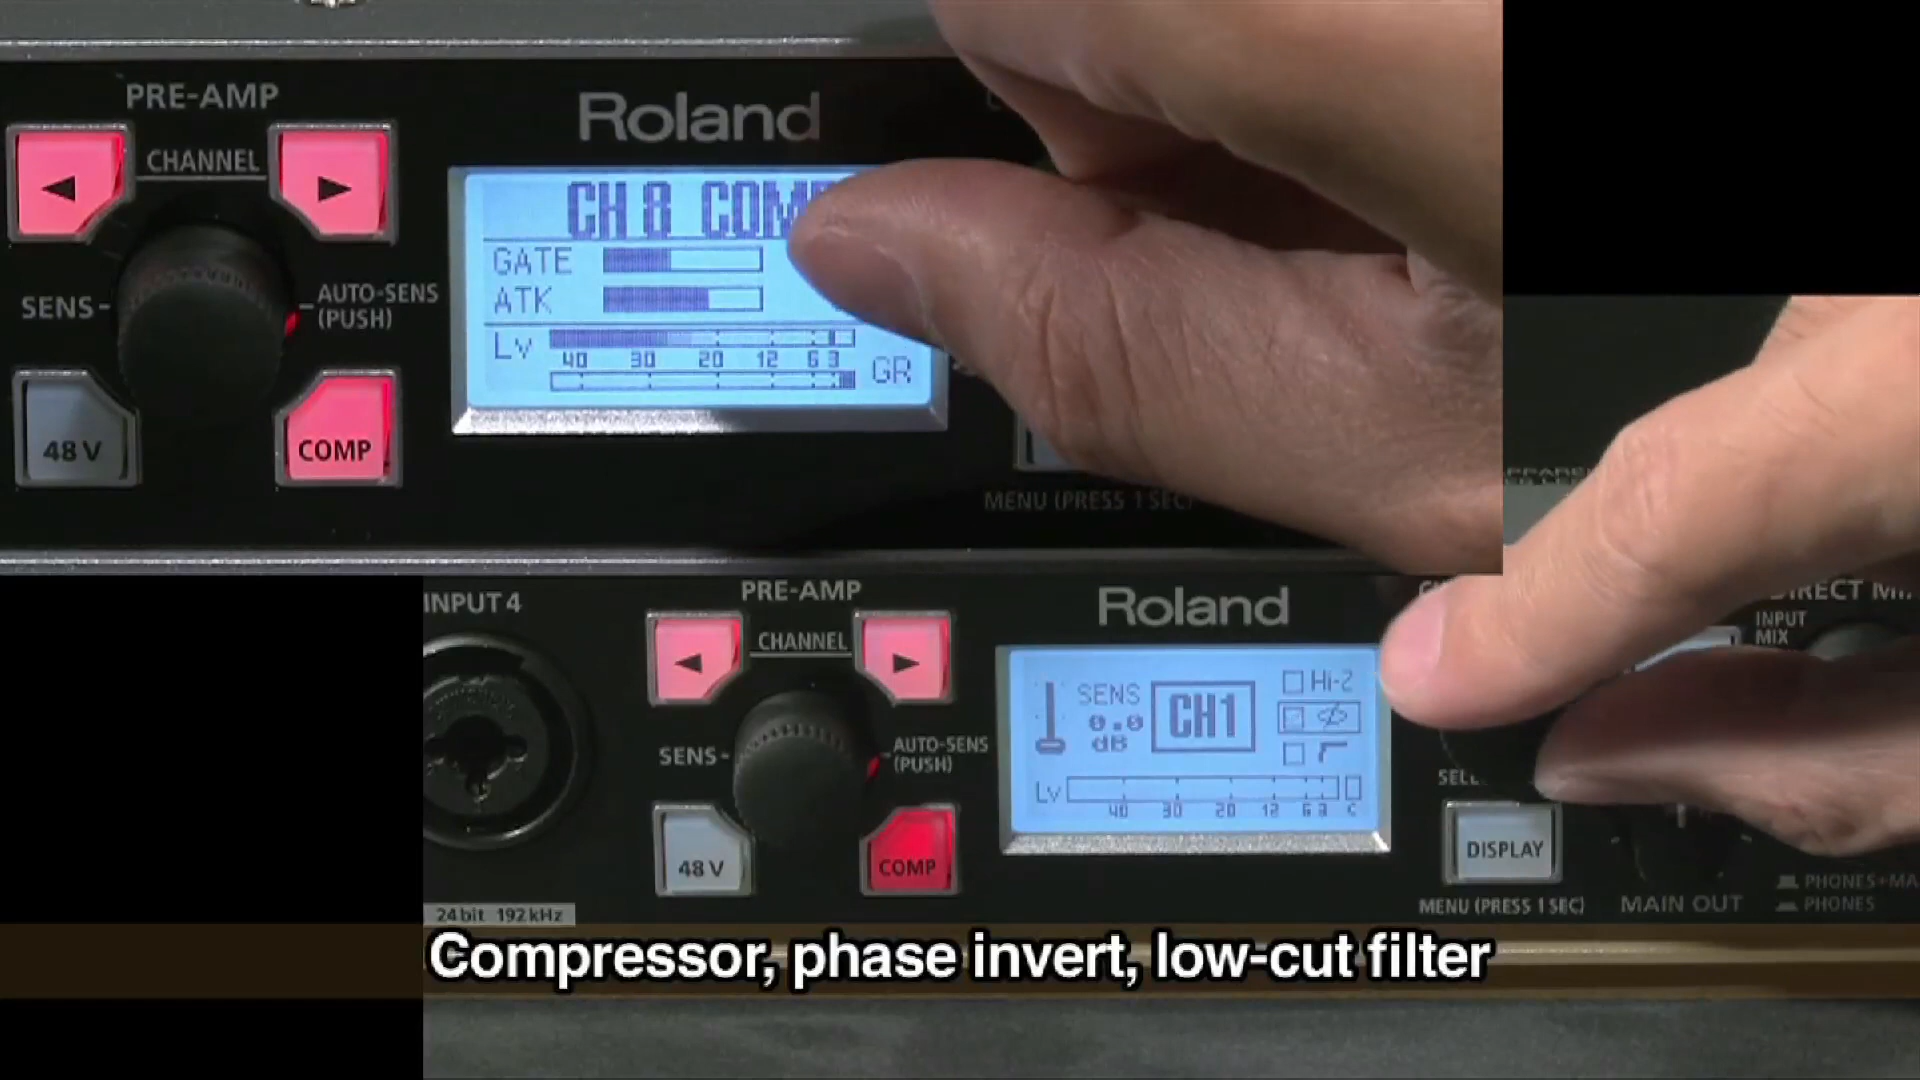 PRE-AMP
Roland
CHANNEL
CH 8 COMP
GATE
ATK
SENS
AUTO-SENS
(PUSH)
Lv
40 30 20 12 6 3
GR
48 V
COMP
MENU (PRESS 1 SEC)
INPUT 4
PRE-AMP
Roland
CHANNEL
INPUT
MIX
SENS
0.0
dB
CH1
Hi-Z
SENS
AUTO-SENS
(PUSH)
Lv
40 30 20 12 6 3 C
48 V
COMP
DISPLAY
MENU (PRESS 1 SEC)
MAIN OUT
PHONES
24bit 192kHz
Compressor, phase invert, low-cut filter